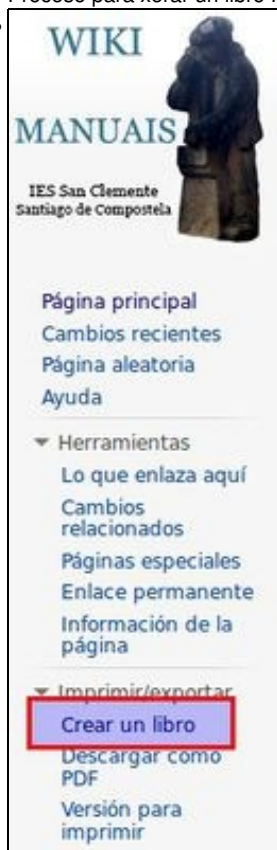 WIKI
MANUAIS
IES San Clemente
Santiago de Compostela
Página principal
Cambios recientes
Página aleatoria
Ayuda
Herramientas
Lo que enlaza aquí
Cambios
relacionados
Páginas especiales
Enlace permanente
Información de la
página
Imprimir/exportar
Crear un libro
Descargar como
PDF
Versión para
imprimir